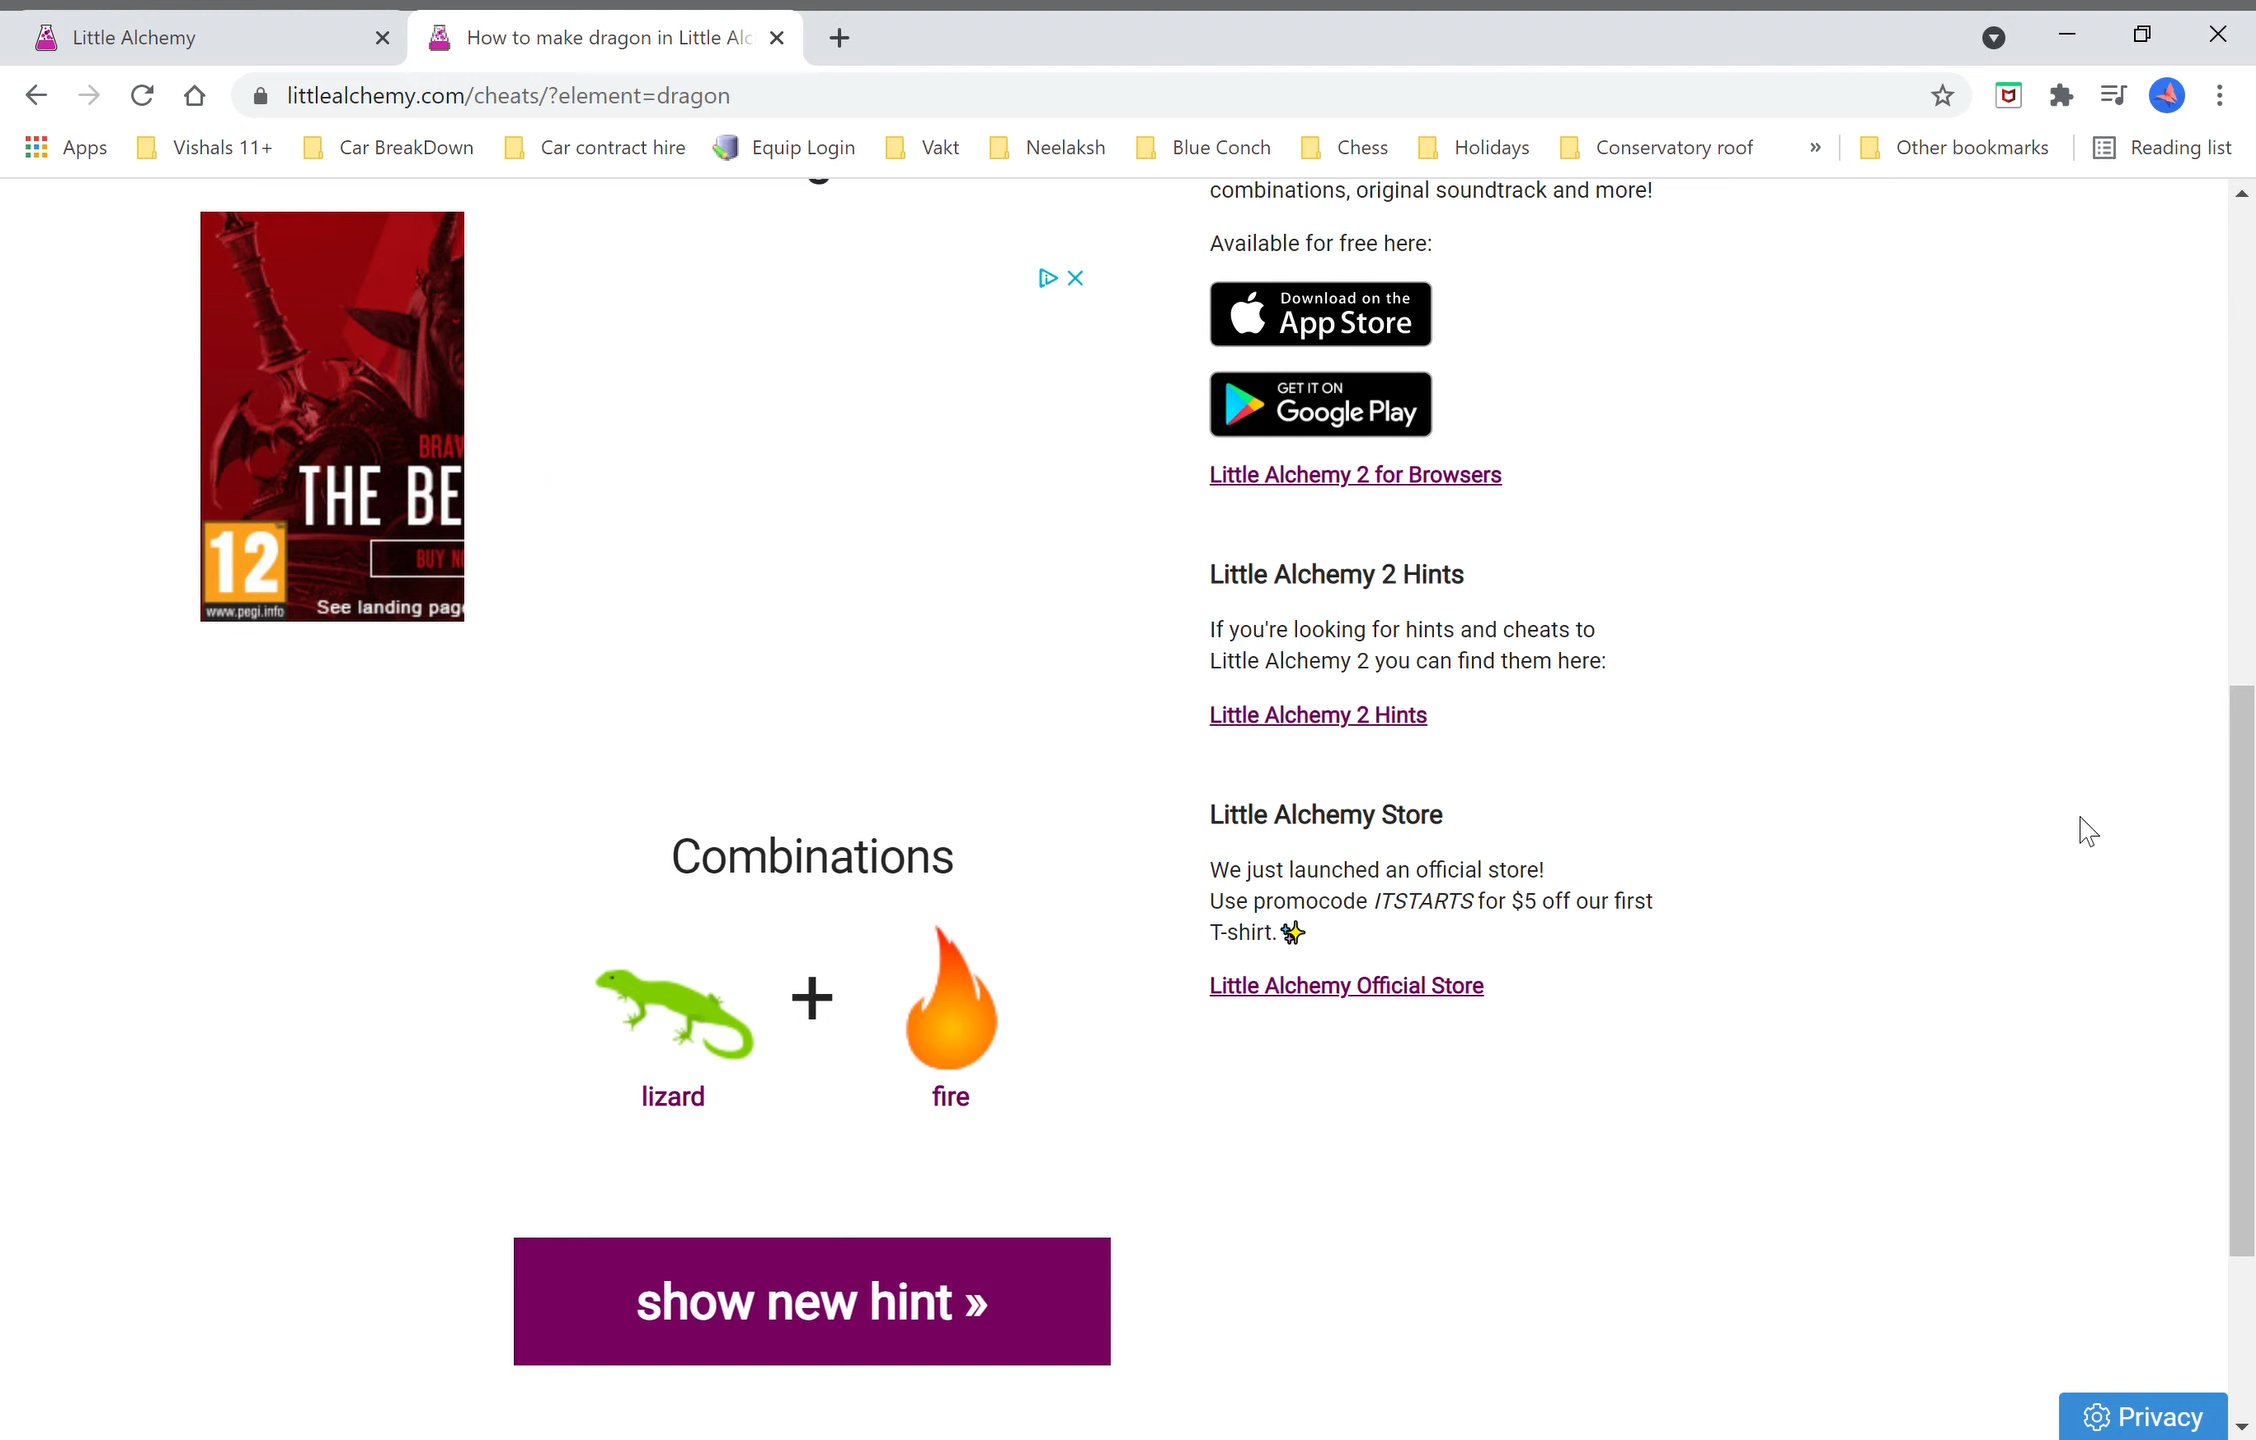 Little Alchemy
How to make dragon in Little Alc
littlealchemy.com/cheats/?element=dragon
Apps
Vishals 11+
Car BreakDown
Car contract hire
Equip Login
Vakt
Neelaksh
Blue Conch
Chess
Holidays
Conservatory roof
»
Other bookmarks
Reading list
combinations, original soundtrack and more!
Available for free here:
Download on the
App Store
GET IT ON
Google Play
Little Alchemy 2 for Browsers
BRAV
THE BE
BUY N
12
www.pegi.info
See landing pag
Little Alchemy 2 Hints
If you're looking for hints and cheats to
Little Alchemy 2 you can find them here:
Little Alchemy 2 Hints
Little Alchemy Store
We just launched an official store!
Use promocode ITSTARTS for $5 off our first
T-shirt.✨
Little Alchemy Official Store
Combinations
+
lizard
fire
show new hint »
Privacy